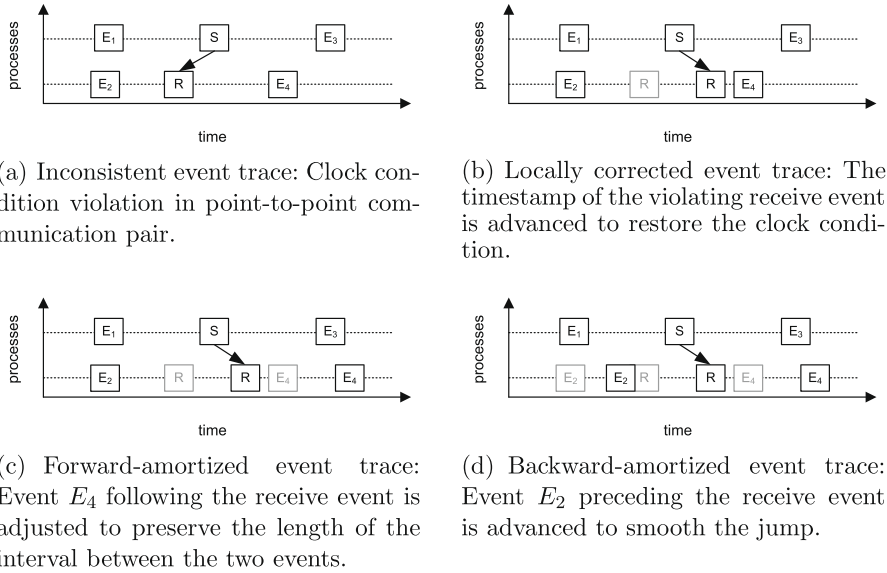 processes
E₁ S E₃
E₂ R E₄
time
(a) Inconsistent event trace: Clock con-
dition violation in point-to-point com-
munication pair.
processes
E₁ S E₃
E₂ R R E₄
time
(b) Locally corrected event trace: The
timestamp of the violating receive event
is advanced to restore the clock condi-
tion.
processes
E₁ S E₃
E₂ R R E₄ E₄
time
(c) Forward-amortized event trace:
Event E₄ following the receive event is
adjusted to preserve the length of the
interval between the two events.
processes
E₁ S E₃
E₂ E₂ R R E₄ E₄
time
(d) Backward-amortized event trace:
Event E₂ preceding the receive event
is advanced to smooth the jump.